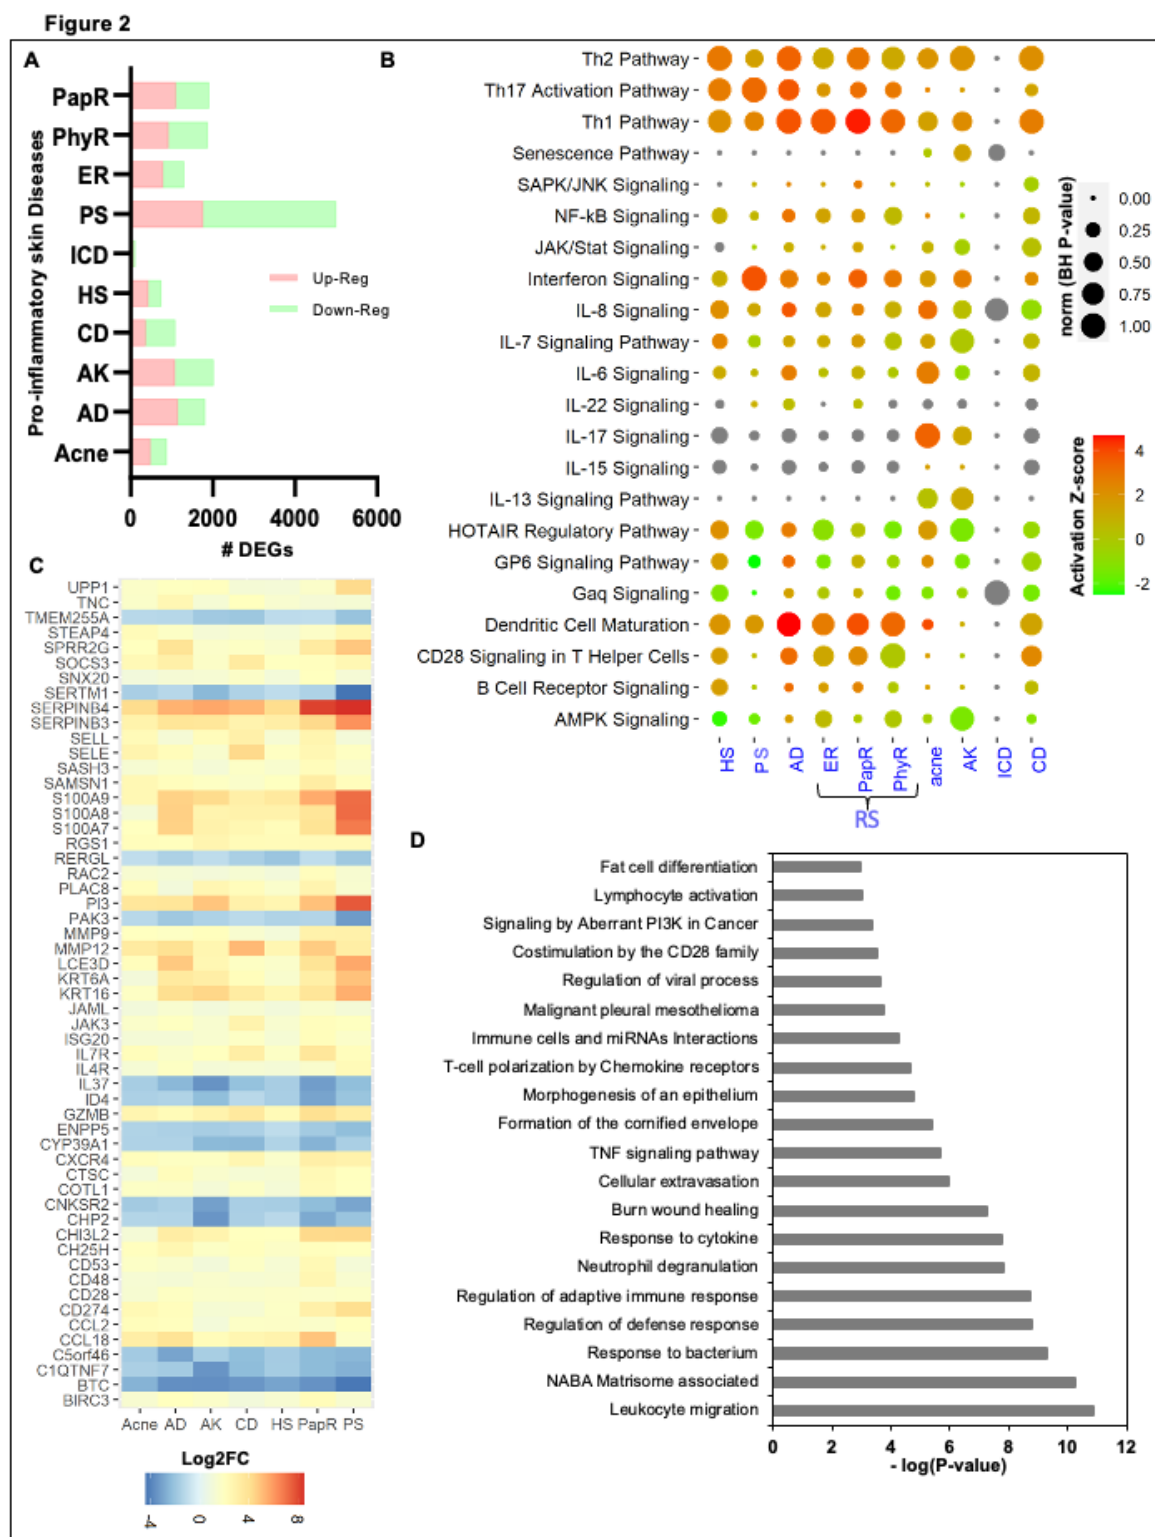 Figure 2
A
Pro-inflammatory skin Diseases
PapR
PhyR
ER
PS
ICD
HS
CD
AK
AD
Acne
Up-Reg
Down-Reg
0 2000 4000 6000
# DEGs
B
Th2 Pathway
Th17 Activation Pathway
Th1 Pathway
Senescence Pathway
SAPK/JNK Signaling
NF-kB Signaling
JAK/Stat Signaling
Interferon Signaling
IL-8 Signaling
IL-7 Signaling Pathway
IL-6 Signaling
IL-22 Signaling
IL-17 Signaling
IL-15 Signaling
IL-13 Signaling Pathway
HOTAIR Regulatory Pathway
GP6 Signaling Pathway
Gaq Signaling
Dendritic Cell Maturation
CD28 Signaling in T Helper Cells
B Cell Receptor Signaling
AMPK Signaling
HS PS AD ER PapR PhyR acne AK ICD CD
RS
norm (BH P-value)
0.00
0.25
0.50
0.75
1.00
Activation Z-score
4
2
0
-2
C
UPP1
TNC
TMEM255A
STEAP4
SPRR2G
SOCS3
SNX20
SERTM1
SERPINB4
SERPINB3
SELL
SELE
SASH3
SAMSN1
S100A9
S100A8
S100A7
RGS1
RERGL
RAC2
PLAC8
PI3
PAK3
MMP9
MMP12
LCE3D
KRT6A
KRT16
JAML
JAK3
ISG20
IL7R
IL4R
IL37
ID4
GZMB
ENPP5
CYP39A1
CXCR4
CTSC
COTL1
CNKSR2
CHP2
CHI3L2
CH25H
CD53
CD48
CD28
CD274
CCL2
CCL18
C5orf46
C1QTNF7
BTC
BIRC3
Acne AD AK CD HS PapR PS
Log2FC
-4 0 4 8
D
Fat cell differentiation
Lymphocyte activation
Signaling by Aberrant PI3K in Cancer
Costimulation by the CD28 family
Regulation of viral process
Malignant pleural mesothelioma
Immune cells and miRNAs Interactions
T-cell polarization by Chemokine receptors
Morphogenesis of an epithelium
Formation of the cornified envelope
TNF signaling pathway
Cellular extravasation
Burn wound healing
Response to cytokine
Neutrophil degranulation
Regulation of adaptive immune response
Regulation of defense response
Response to bacterium
NABA Matrisome associated
Leukocyte migration
0 2 4 6 8 10 12
- log(P-value)